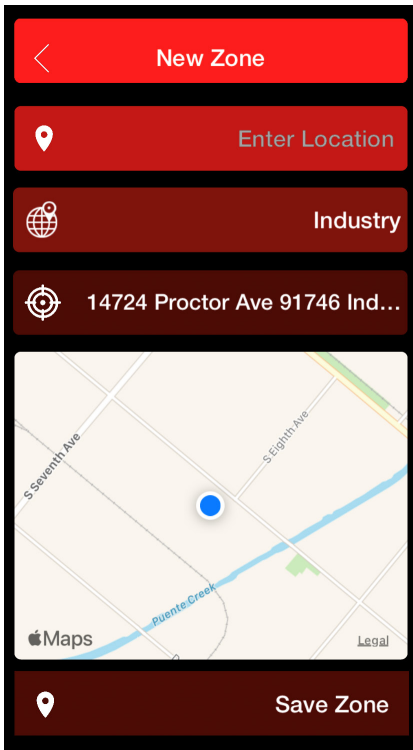 New Zone
Enter Location
Industry
14724 Proctor Ave 91746 Ind...
S Seventh Ave
S Eighth Ave
Puente Creek
Maps
Legal
Save Zone